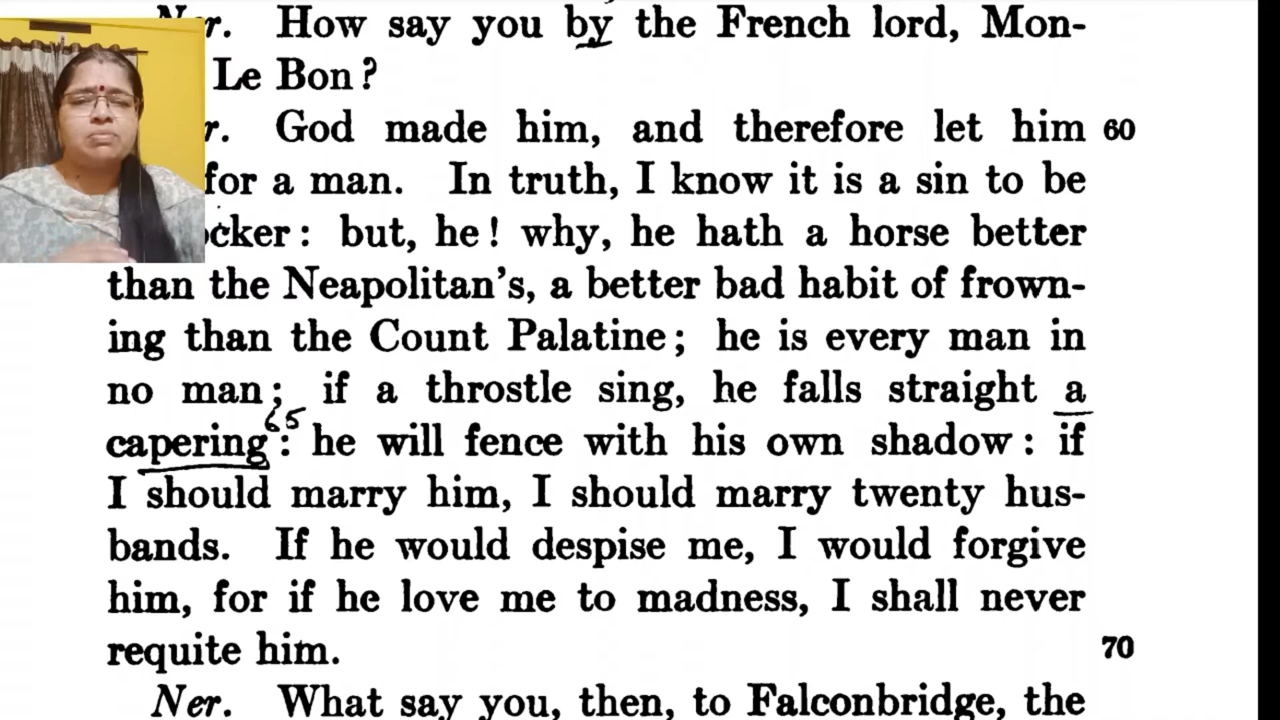 Ner. How say you by the French lord, Mon-
Le Bon?
r. God made him, and therefore let him 60
for a man. In truth, I know it is a sin to be
ocker: but, he! why, he hath a horse better
than the Neapolitan's, a better bad habit of frown-
ing than the Count Palatine; he is every man in
no man; if a throstle sing, he falls straight a
65
capering: he will fence with his own shadow: if
I should marry him, I should marry twenty hus-
bands. If he would despise me, I would forgive
him, for if he love me to madness, I shall never
requite him. 70
Ner. What say you, then, to Falconbridge, the